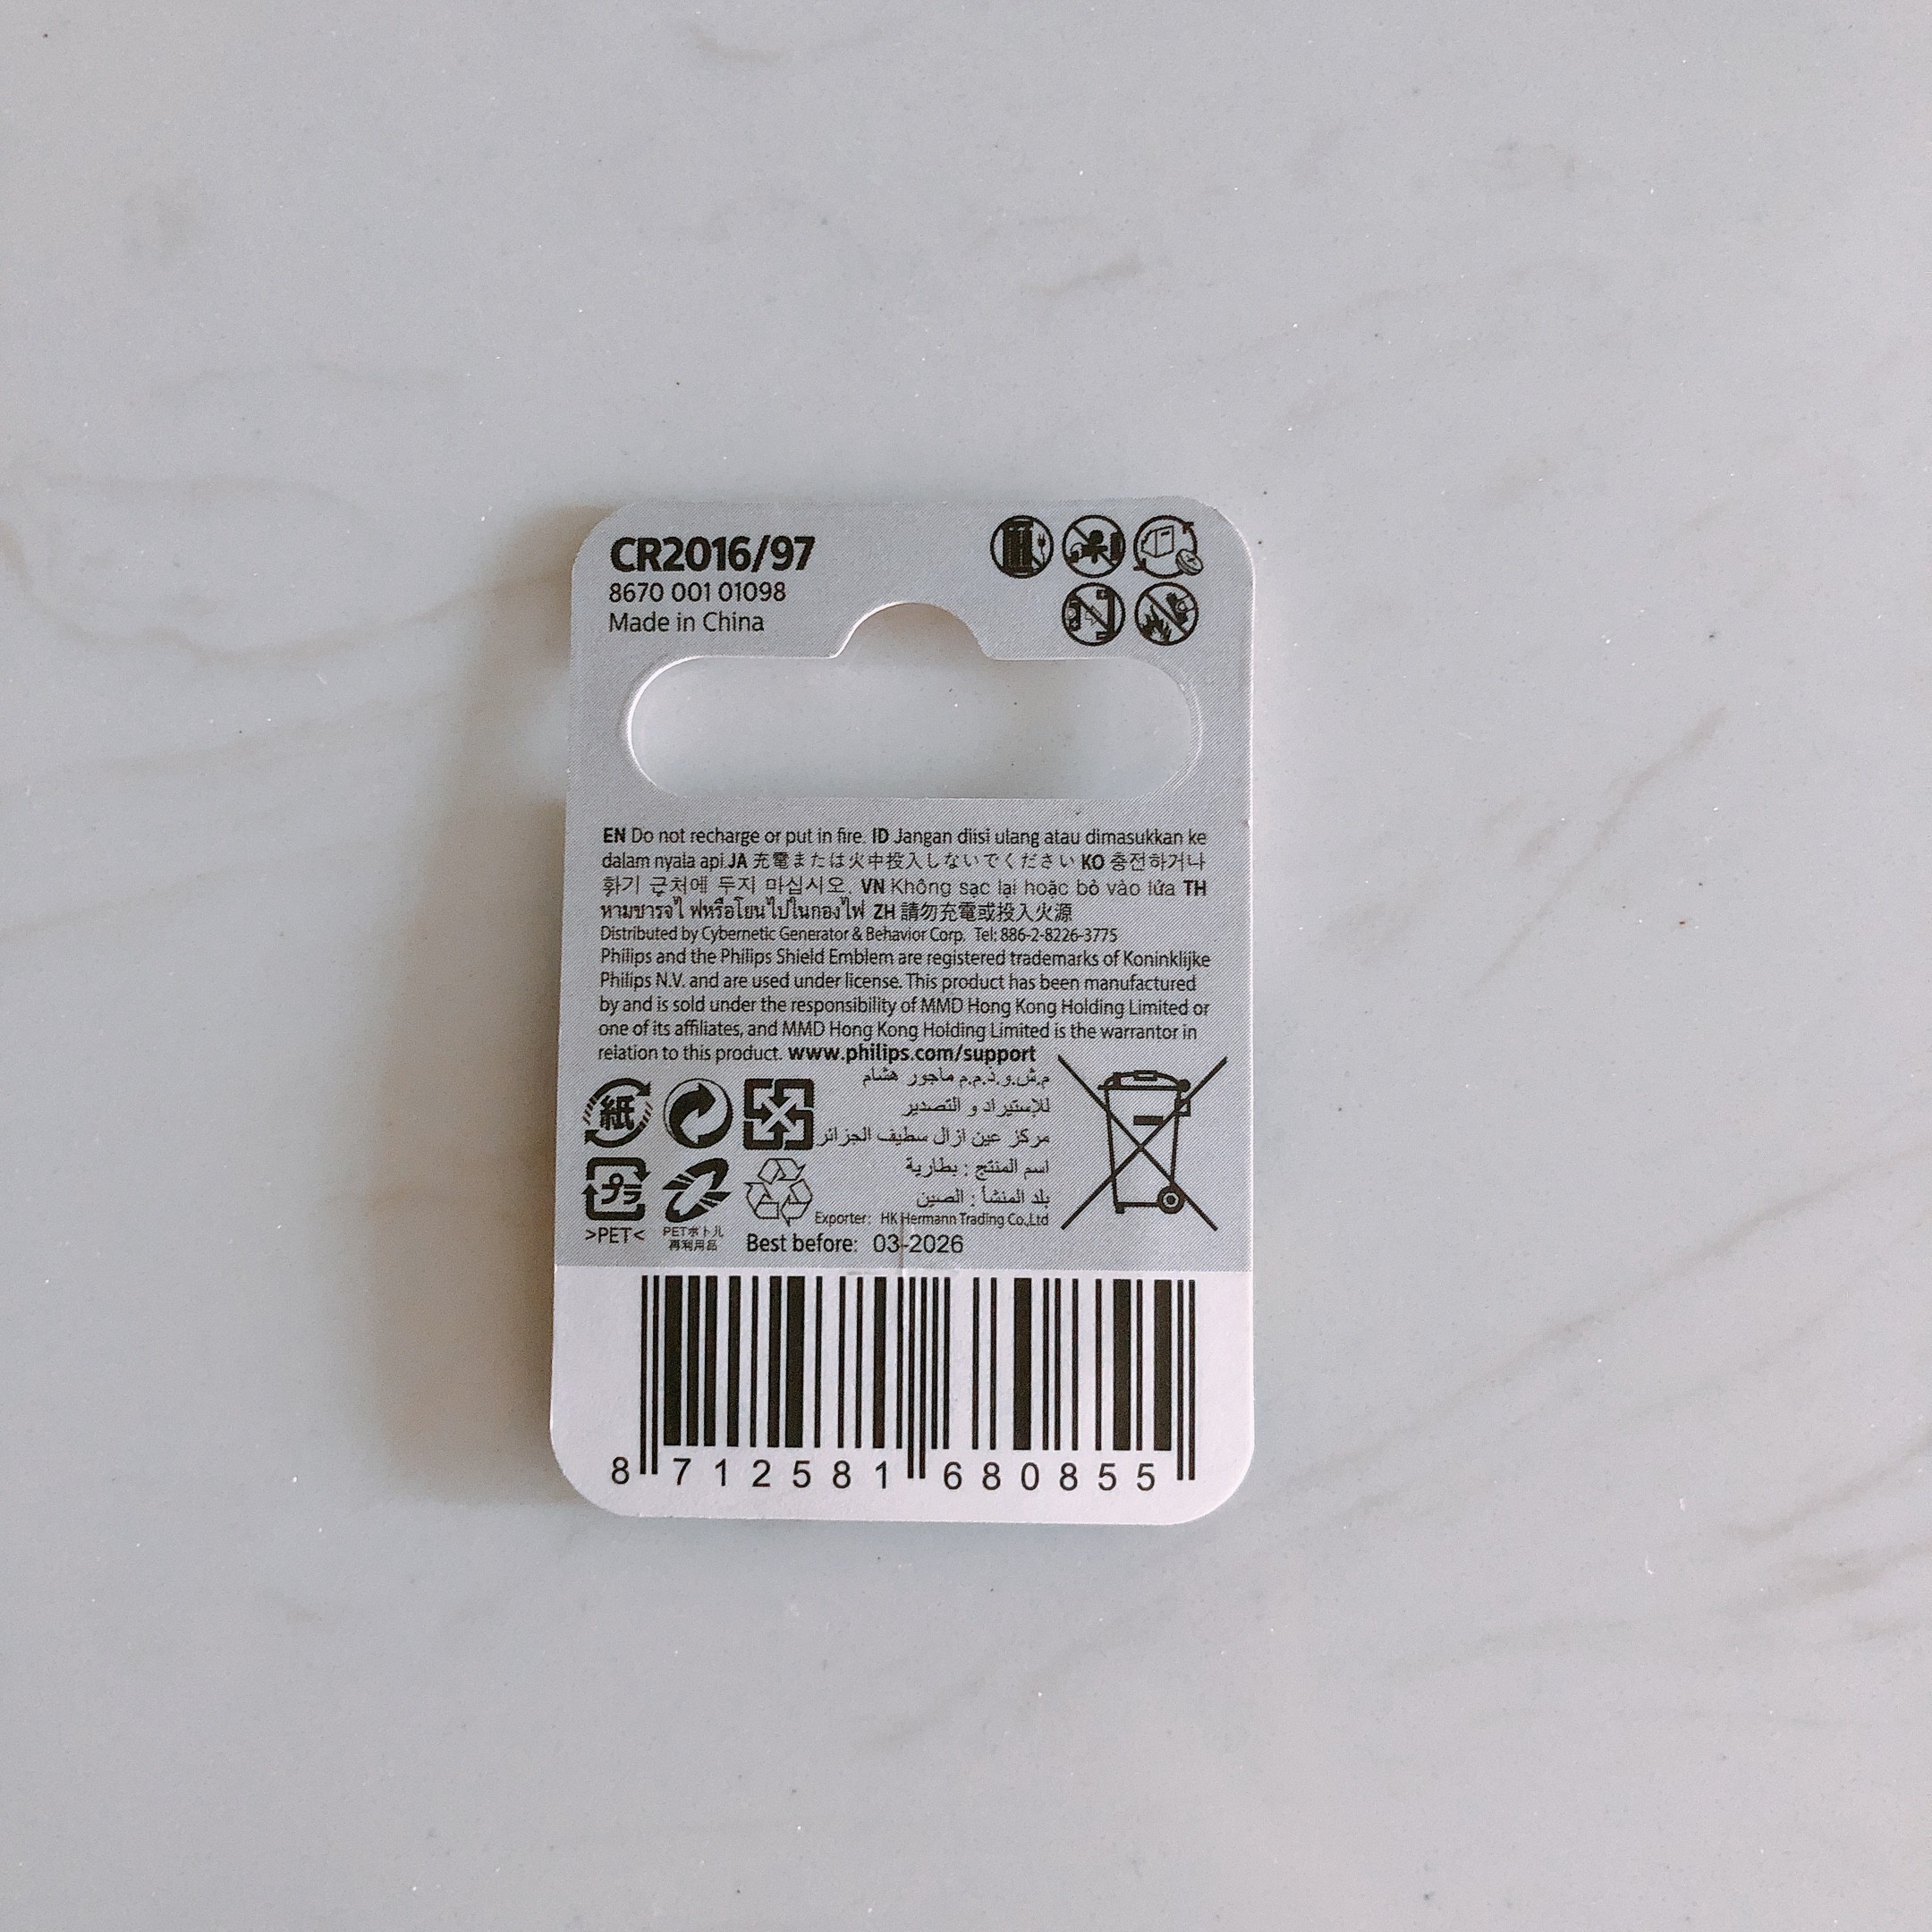 CR2016/97
8670 001 01098
Made in China
EN Do not recharge or put in fire. ID Jangan diisi ulang atau dimasukkan ke
dalam nyala api.JA 充電または火中投入しないでください KO 충전하거나
화기 근처에 두지 마십시오. VN Không sạc lại hoặc bỏ vào lửa TH
หามชารจไ ฟหรือโยนไปในกองไฟ ZH 請勿充電或投入火源
Distributed by Cybernetic Generator & Behavior Corp. Tel: 886-2-8226-3775
Philips and the Philips Shield Emblem are registered trademarks of Koninklijke
Philips N.V. and are used under license. This product has been manufactured
by and is sold under the responsibility of MMD Hong Kong Holding Limited or
one of its affiliates, and MMD Hong Kong Holding Limited is the warrantor in
relation to this product. www.philips.com/support
م.ش.و.ذ.م.م ماجور هشام
للإستيراد و التصدير
مركز عين ازال سطيف الجزائر
اسم المنتج : بطارية
بلد المنشأ : الصين
紙
プラ
>PET<
PETボトル
再利用品
Exporter: HK Hermann Trading Co.,Ltd
Best before: 03-2026
8 712581 680855